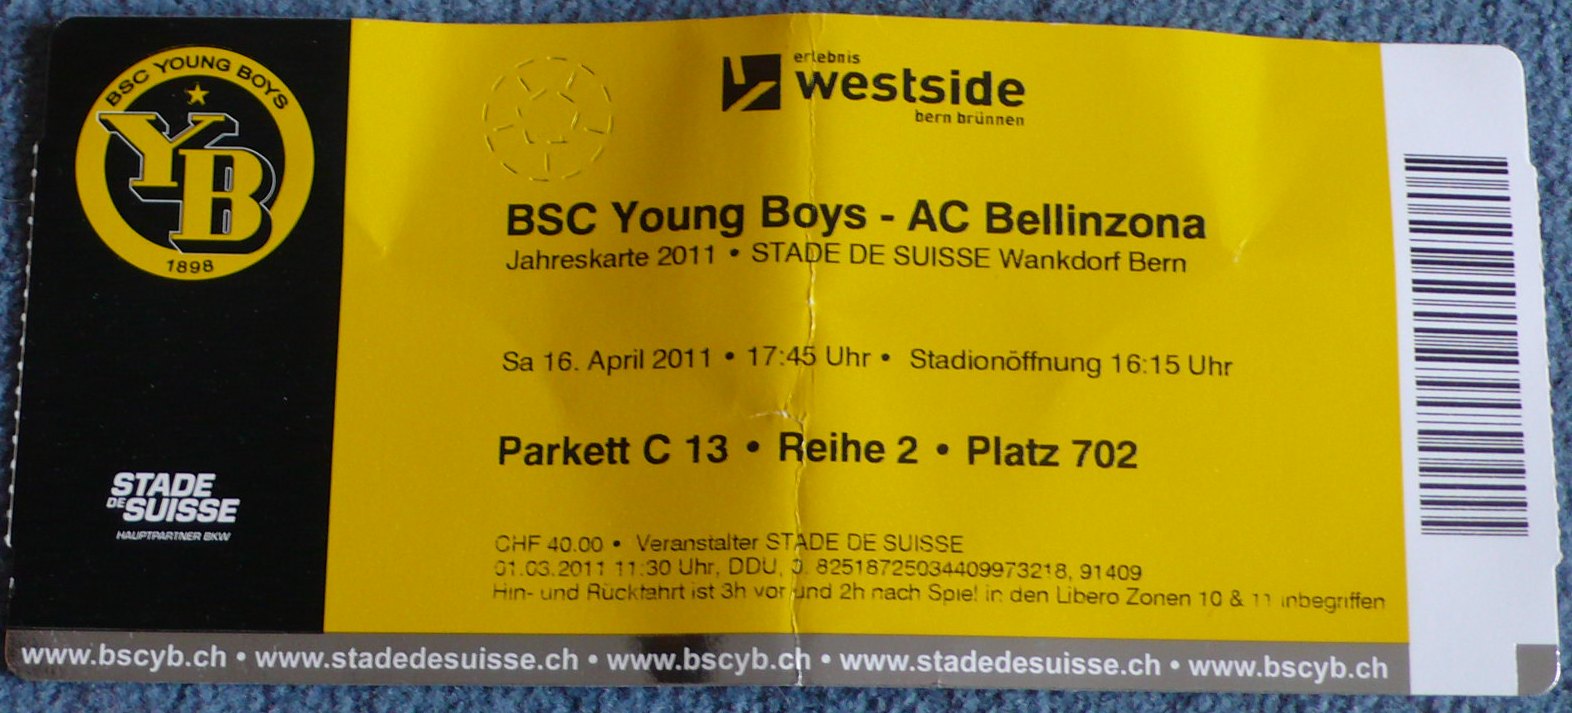 BSC YOUNG BOYS
YB
1898
STADE
DE SUISSE
HAUPTPARTNER BKW
erlebnis
westside
bern brünnen
BSC Young Boys - AC Bellinzona
Jahreskarte 2011 • STADE DE SUISSE Wankdorf Bern
Sa 16. April 2011 • 17:45 Uhr • Stadionöffnung 16:15 Uhr
Parkett C 13 • Reihe 2 • Platz 702
CHF 40.00 • Veranstalter STADE DE SUISSE
01.03.2011 11:30 Uhr, DDU, 82518725034409973218, 91409
Hin- und Rückfahrt ist 3h vor und 2h nach Spiel in den Libero Zonen 10 & 11 inbegriffen
www.bscyb.ch • www.stadedesuisse.ch • www.bscyb.ch • www.stadedesuisse.ch • www.bscyb.ch